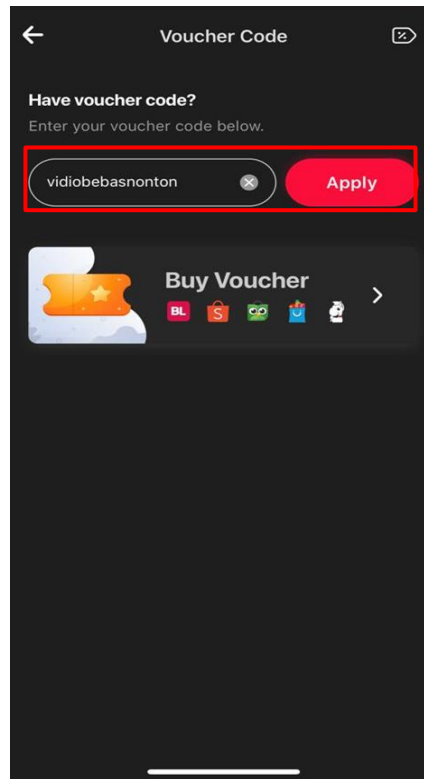 Voucher Code
Have voucher code?
Enter your voucher code below.
vidiobebasnonton
Apply
Buy Voucher
BL